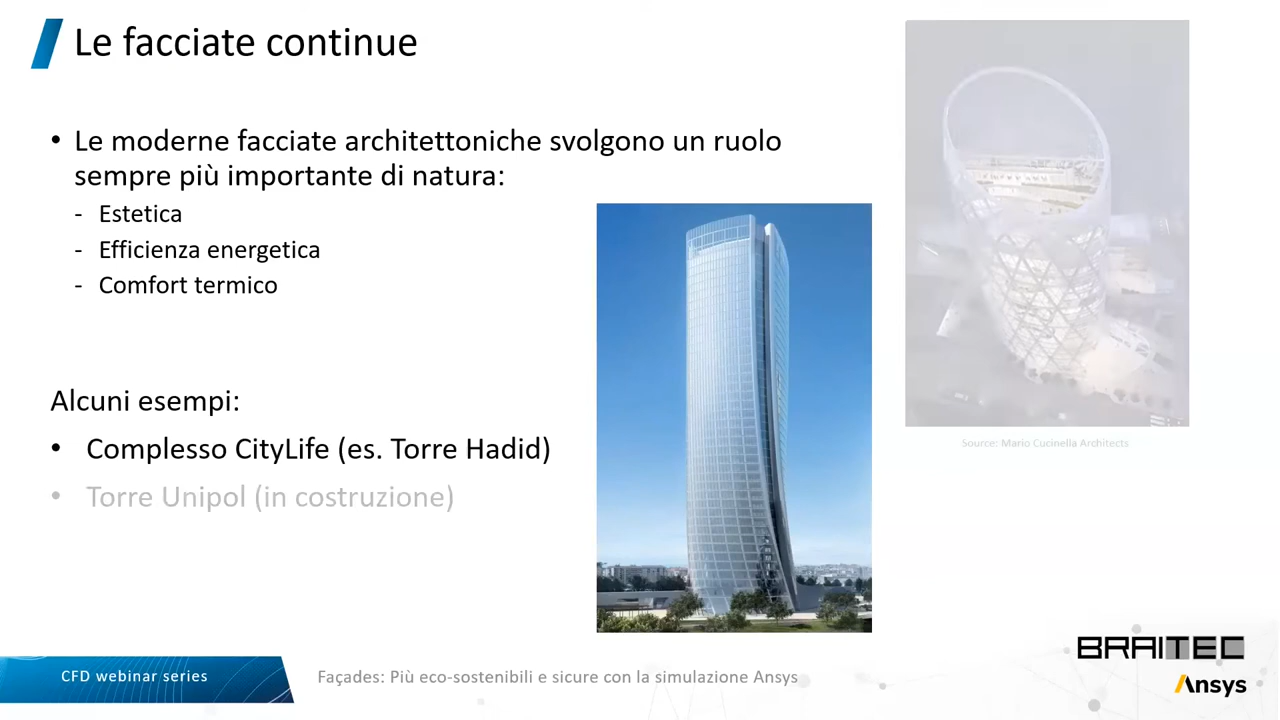 Le facciate continue
• Le moderne facciate architettoniche svolgono un ruolo
sempre più importante di natura:
- Estetica
- Efficienza energetica
- Comfort termico
Alcuni esempi:
• Complesso CityLife (es. Torre Hadid)
• Torre Unipol (in costruzione)
Source: Mario Cucinella Architects
BRAITEC
Ansys
CFD webinar series
Façades: Più eco-sostenibili e sicure con la simulazione Ansys